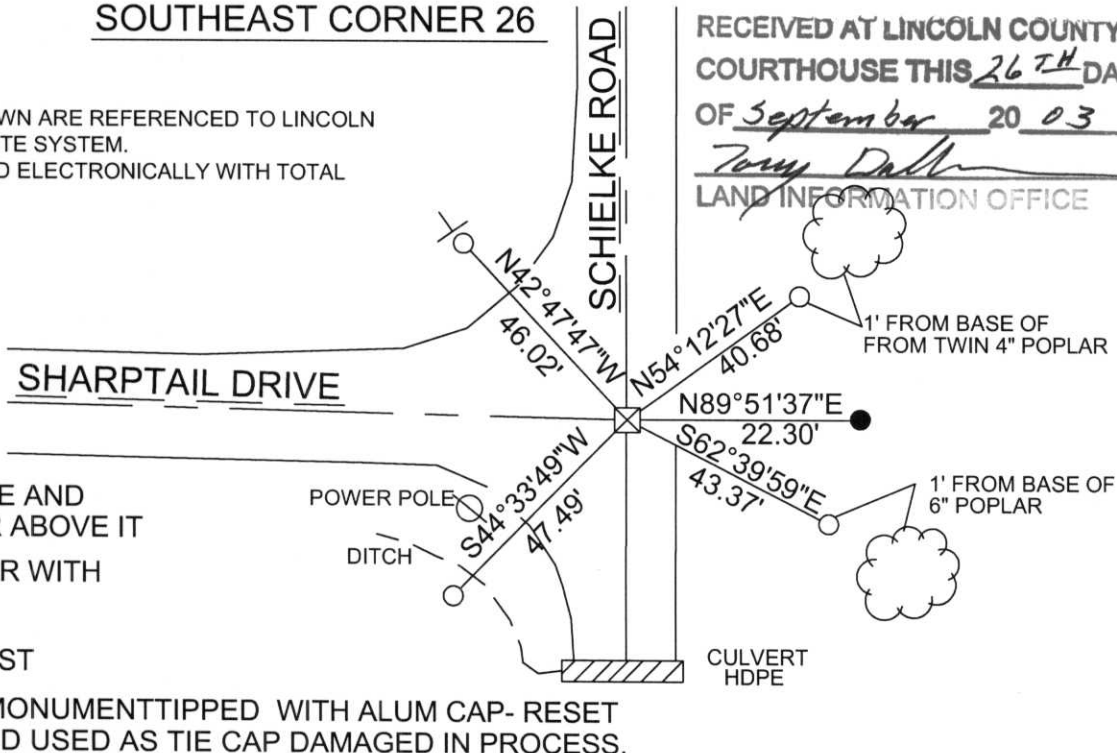 SOUTHEAST CORNER 26
SCHIELKE ROAD
RECEIVED AT LINCOLN COUNTY
COURTHOUSE THIS 26TH DA
OF September 20 03
Tony Dall
LAND INFORMATION OFFICE
WN ARE REFERENCED TO LINCOLN
TE SYSTEM.
D ELECTRONICALLY WITH TOTAL
N42°47'47"W
46.02'
N54°12'27"E
40.68'
1' FROM BASE OF
FROM TWIN 4" POPLAR
SHARPTAIL DRIVE
N89°51'37"E
22.30'
S62°39'59"E
43.37'
1' FROM BASE OF
6" POPLAR
S44°33'49"W
47.49'
POWER POLE
DITCH
E AND
R ABOVE IT
R WITH
ST
CULVERT
HDPE
MONUMENTTIPPED WITH ALUM CAP- RESET
D USED AS TIE CAP DAMAGED IN PROCESS.